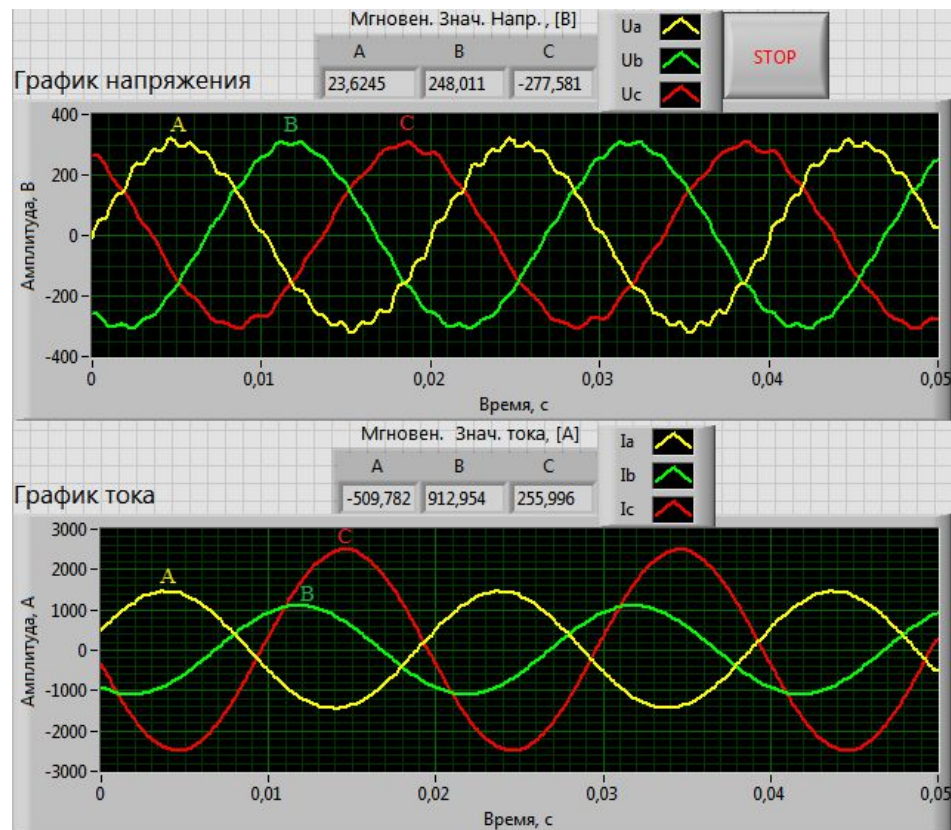 Мгновен. Знач. Напр., [В]
A B C
23,6245 248,011 -277,581
Ua
Ub
Uc
STOP
График напряжения
A B C
400
200
0
-200
-400
Амплитуда, В
0 0,01 0,02 0,03 0,04 0,05
Время, с
Мгновен. Знач. тока, [А]
A B C
-509,782 912,954 255,996
Ia
Ib
Ic
График тока
A B C
3000
2000
1000
0
-1000
-2000
-3000
Амплитуда, А
0 0,01 0,02 0,03 0,04 0,05
Время, с